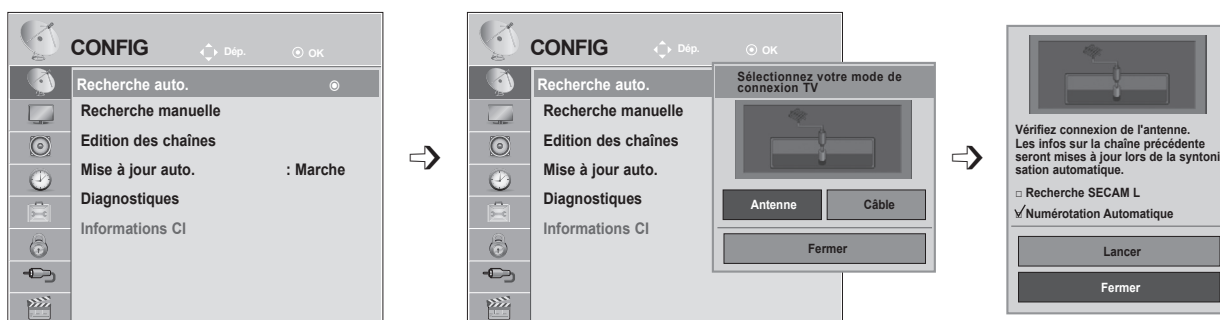 CONFIG
Dép.
OK
Recherche auto.
Recherche manuelle
Edition des chaînes
Mise à jour auto. : Marche
Diagnostiques
Informations CI
CONFIG
Dép.
OK
Recherche auto.
Recherche manuelle
Edition des chaînes
Mise à jour auto.
Diagnostiques
Informations CI
Sélectionnez votre mode de
connexion TV
Antenne
Câble
Fermer
Vérifiez connexion de l'antenne.
Les infos sur la chaîne précédente
seront mises à jour lors de la syntoni
sation automatique.
Recherche SECAM L
Numérotation Automatique
Lancer
Fermer